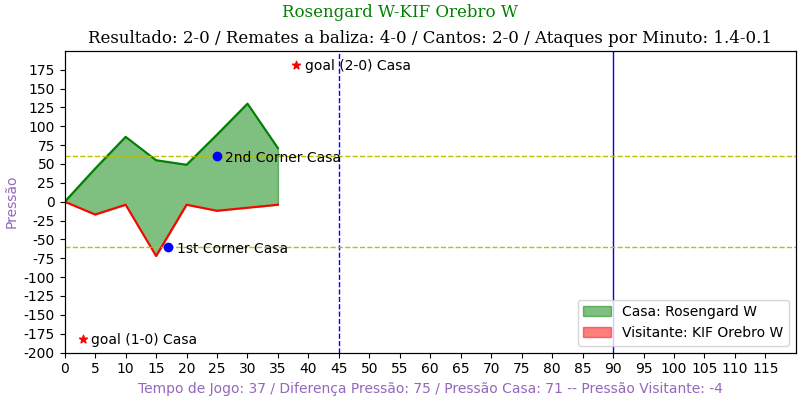 Rosengard W-KIF Orebro W
Resultado: 2-0 / Remates a baliza: 4-0 / Cantos: 2-0 / Ataques por Minuto: 1.4-0.1
175
150
125
100
75
50
25
0
-25
-50
-75
-100
-125
-150
-175
-200
Pressão
goal (2-0) Casa
2nd Corner Casa
1st Corner Casa
goal (1-0) Casa
Casa: Rosengard W
Visitante: KIF Orebro W
0 5 10 15 20 25 30 35 40 45 50 55 60 65 70 75 80 85 90 95 100 105 110 115
Tempo de Jogo: 37 / Diferença Pressão: 75 / Pressão Casa: 71 -- Pressão Visitante: -4